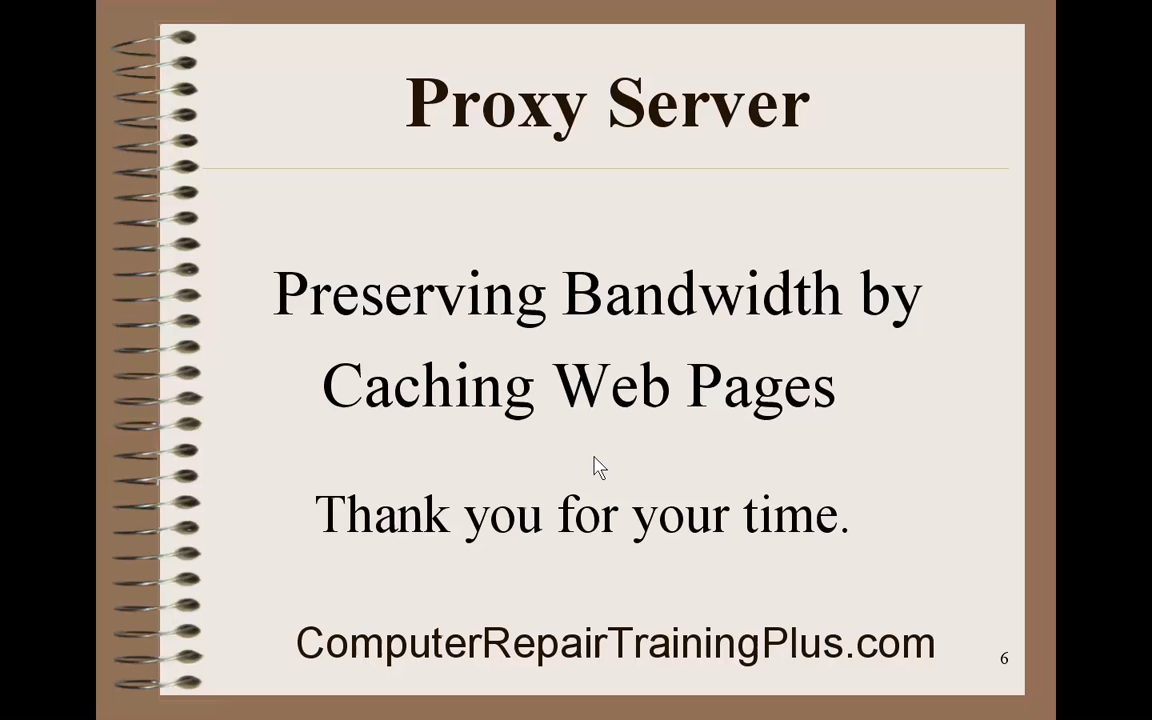 Proxy Server
Preserving Bandwidth by
Caching Web Pages
Thank you for your time.
ComputerRepairTrainingPlus.com
6